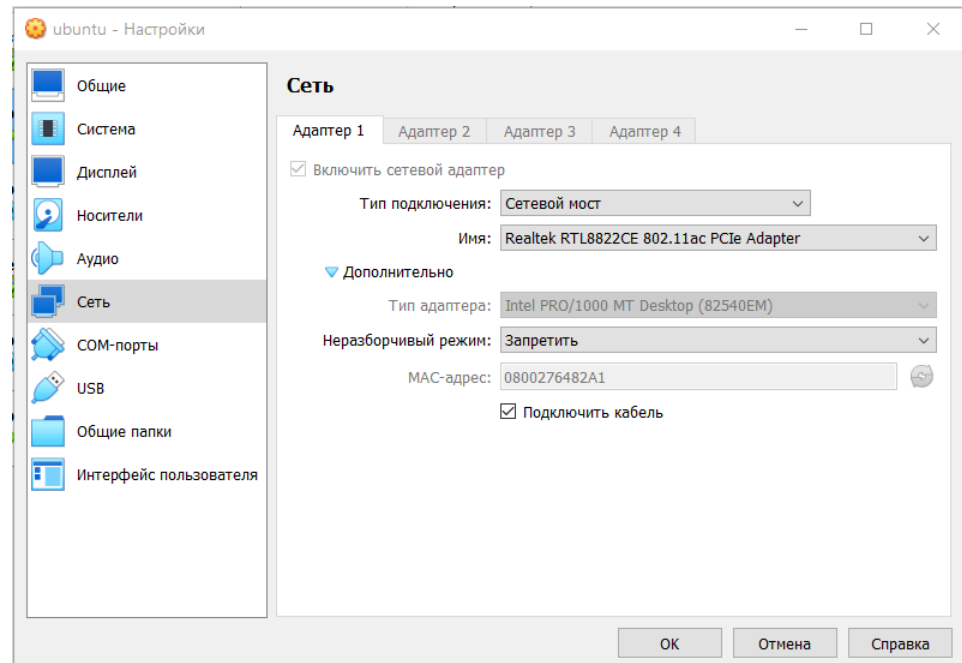 ubuntu - Настройки
Общие
Система
Дисплей
Носители
Аудио
Сеть
COM-порты
USB
Общие папки
Интерфейс пользователя
Сеть
Адаптер 1 Адаптер 2 Адаптер 3 Адаптер 4
Включить сетевой адаптер
Тип подключения: Сетевой мост
Имя: Realtek RTL8822CE 802.11ac PCIe Adapter
Дополнительно
Тип адаптера: Intel PRO/1000 MT Desktop (82540EM)
Неразборчивый режим: Запретить
MAC-адрес: 0800276482A1
Подключить кабель
ОК Отмена Справка